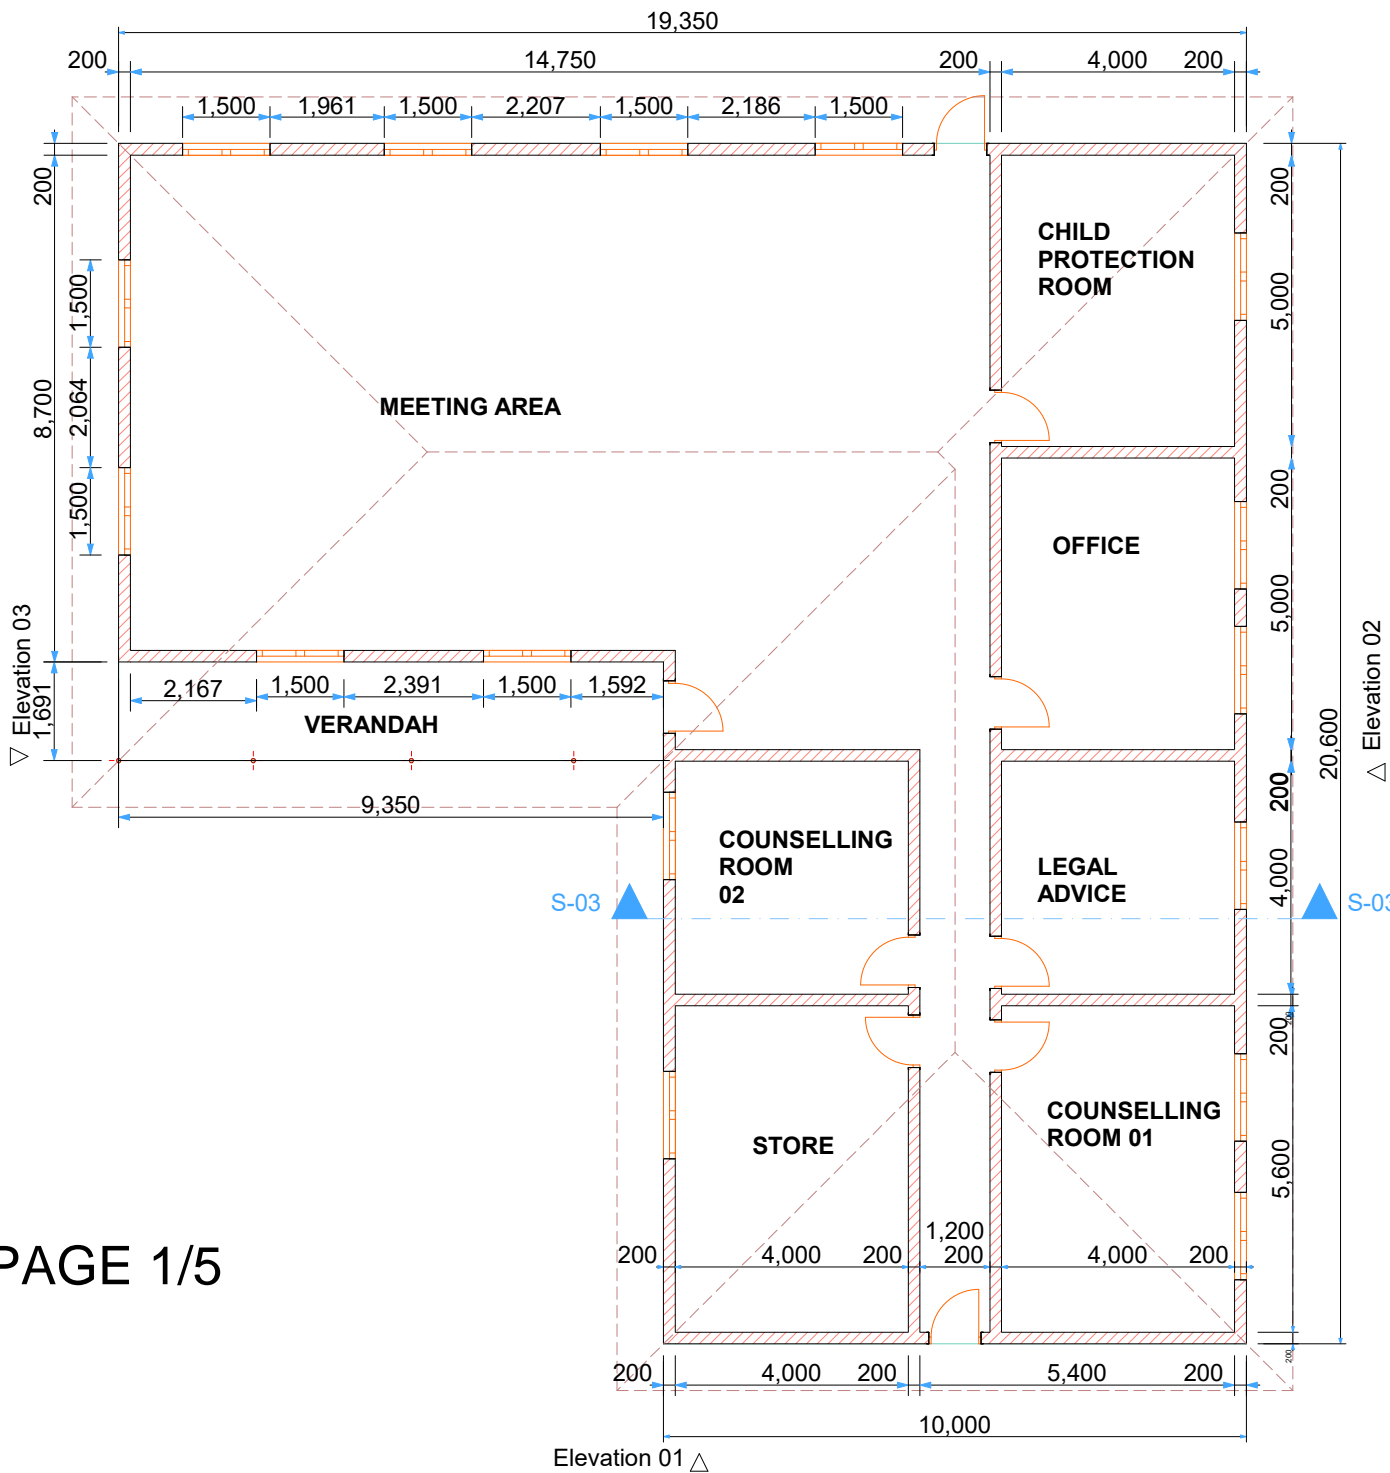 19,350
200
14,750
200
4,000
200
1,500
1,961
1,500
2,207
1,500
2,186
1,500
200
8,700
1,691
1,500
2,064
1,500
CHILD
PROTECTION
ROOM
MEETING AREA
OFFICE
200
5,000
200
5,000
200
4,000
200
200
5,600
200
20,600
▽ Elevation 03
△ Elevation 02
2,167
1,500
2,391
1,500
1,592
VERANDAH
9,350
COUNSELLING
ROOM
02
LEGAL
ADVICE
S-03
S-03
STORE
COUNSELLING
ROOM 01
PAGE 1/5
1,200
200
4,000
200
200
4,000
200
200
4,000
200
5,400
200
10,000
Elevation 01 △